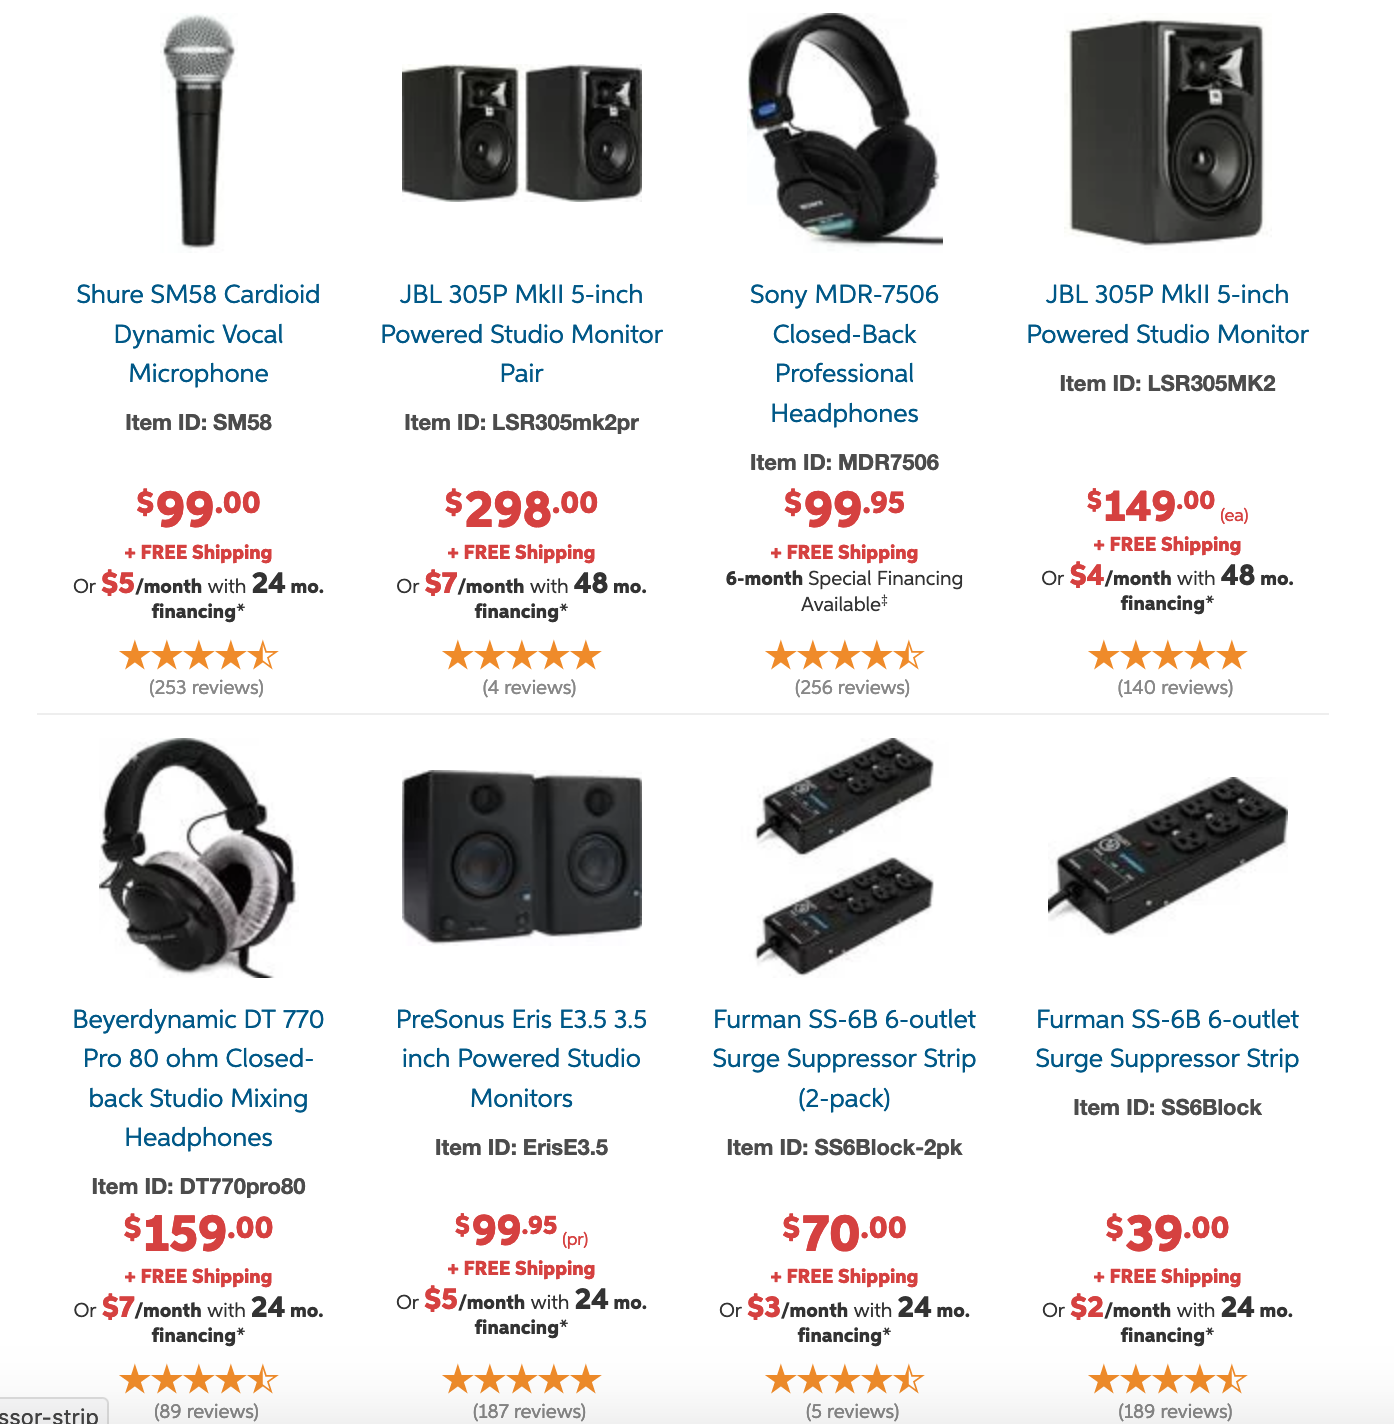 Shure SM58 Cardioid
Dynamic Vocal
Microphone
Item ID: SM58
$99.00
+ FREE Shipping
Or $5/month with 24 mo.
financing*
(253 reviews)
JBL 305P MkII 5-inch
Powered Studio Monitor
Pair
Item ID: LSR305mk2pr
$298.00
+ FREE Shipping
Or $7/month with 48 mo.
financing*
(4 reviews)
SONY
Sony MDR-7506
Closed-Back
Professional
Headphones
Item ID: MDR7506
$99.95
+ FREE Shipping
6-month Special Financing
Available‡
(256 reviews)
JBL
JBL 305P MkII 5-inch
Powered Studio Monitor
Item ID: LSR305MK2
$149.00 (ea)
+ FREE Shipping
Or $4/month with 48 mo.
financing*
(140 reviews)
Beyerdynamic DT 770
Pro 80 ohm Closed-
back Studio Mixing
Headphones
Item ID: DT770pro80
$159.00
+ FREE Shipping
Or $7/month with 24 mo.
financing*
(89 reviews)
PreSonus Eris E3.5 3.5
inch Powered Studio
Monitors
Item ID: ErisE3.5
$99.95 (pr)
+ FREE Shipping
Or $5/month with 24 mo.
financing*
(187 reviews)
Furman SS-6B 6-outlet
Surge Suppressor Strip
(2-pack)
Item ID: SS6Block-2pk
$70.00
+ FREE Shipping
Or $3/month with 24 mo.
financing*
(5 reviews)
Furman SS-6B 6-outlet
Surge Suppressor Strip
Item ID: SS6Block
$39.00
+ FREE Shipping
Or $2/month with 24 mo.
financing*
(189 reviews)
ssor-strip